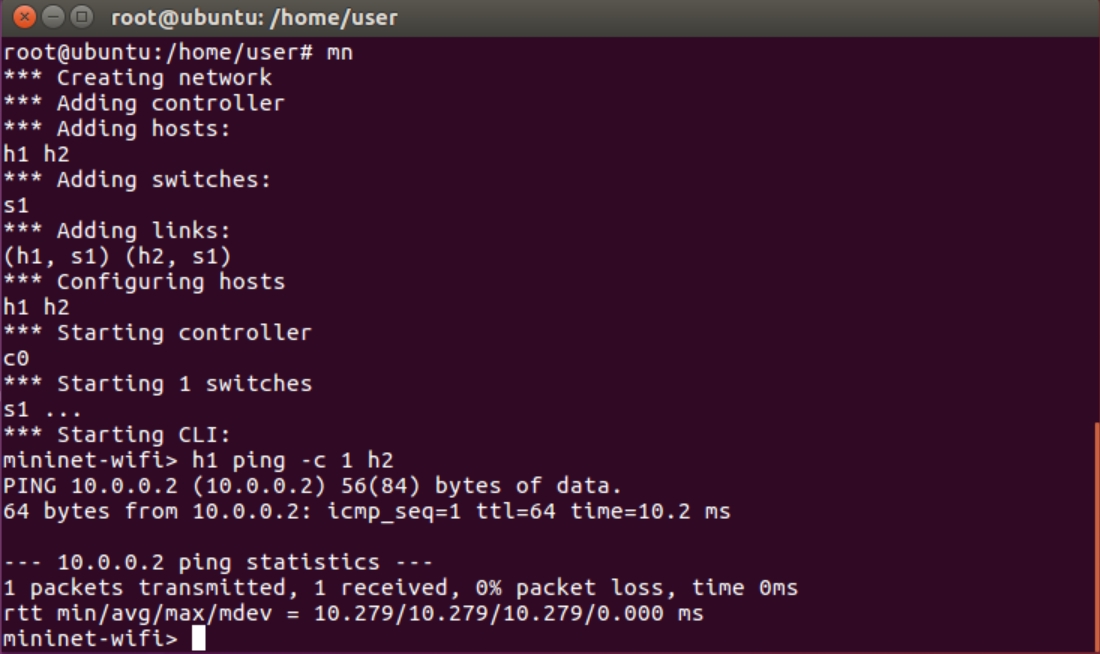 root@ubuntu: /home/user
root@ubuntu:/home/user# mn
*** Creating network
*** Adding controller
*** Adding hosts:
h1 h2
*** Adding switches:
s1
*** Adding links:
(h1, s1) (h2, s1)
*** Configuring hosts
h1 h2
*** Starting controller
c0
*** Starting 1 switches
s1 ...
*** Starting CLI:
mininet-wifi> h1 ping -c 1 h2
PING 10.0.0.2 (10.0.0.2) 56(84) bytes of data.
64 bytes from 10.0.0.2: icmp_seq=1 ttl=64 time=10.2 ms
--- 10.0.0.2 ping statistics ---
1 packets transmitted, 1 received, 0% packet loss, time 0ms
rtt min/avg/max/mdev = 10.279/10.279/10.279/0.000 ms
mininet-wifi>